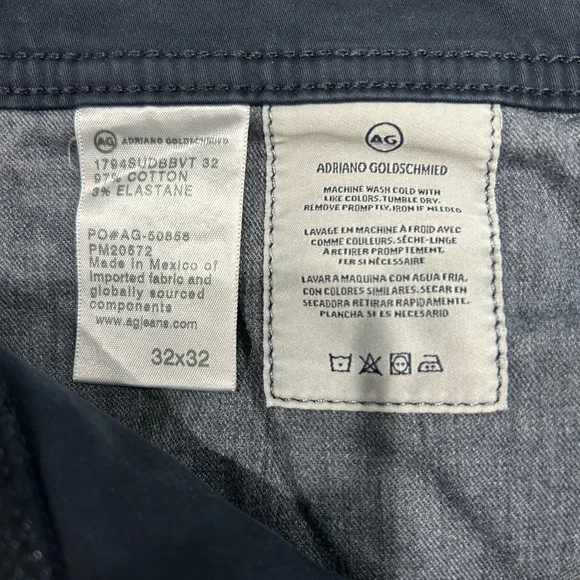 AG ADRIANO GOLDSCHMIED
1794SUDBBVT 32
97% COTTON
3% ELASTANE
PO#AG-50858
PM20572
Made in Mexico of
imported fabric and
globally sourced
components
www.agjeans.com
32x32
AG
ADRIANO GOLDSCHMIED
MACHINE WASH COLD WITH
LIKE COLORS. TUMBLE DRY.
REMOVE PROMPTLY. IRON IF NEEDED
LAVAGE EN MACHINE À FROID AVEC
COMME COULEURS. SÈCHE-LINGE
À RETIRER PROMPTEMENT.
FER SI NÉCESSAIRE
LAVAR A MAQUINA CON AGUA FRIA,
CON COLORES SIMILARES. SECAR EN
SECADORA RETIRAR RAPIDAMENTE.
PLANCHA SI ES NECESARIO